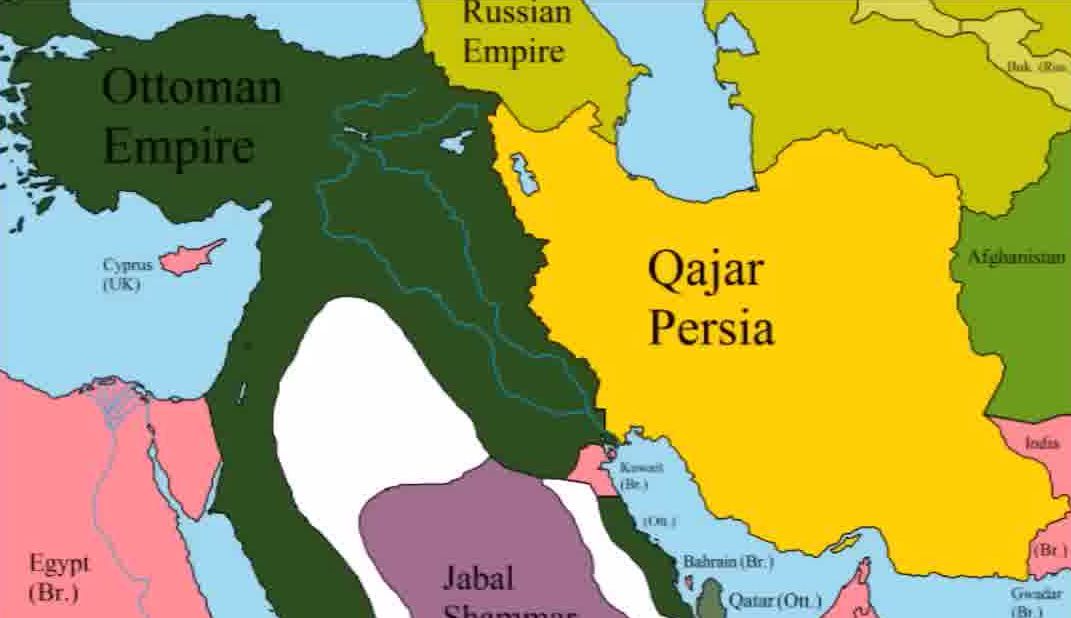 Russian
Empire
Buk. (Rus.
Ottoman
Empire
Qajar
Persia
Afghanistan
Cyprus
(UK)
India
Kuwait
(Br.)
(Ott.)
(Br.)
Egypt
(Br.)
Bahrain (Br.)
Jabal
Shammar
Qatar (Ott.)
Gwadar
(Br.)